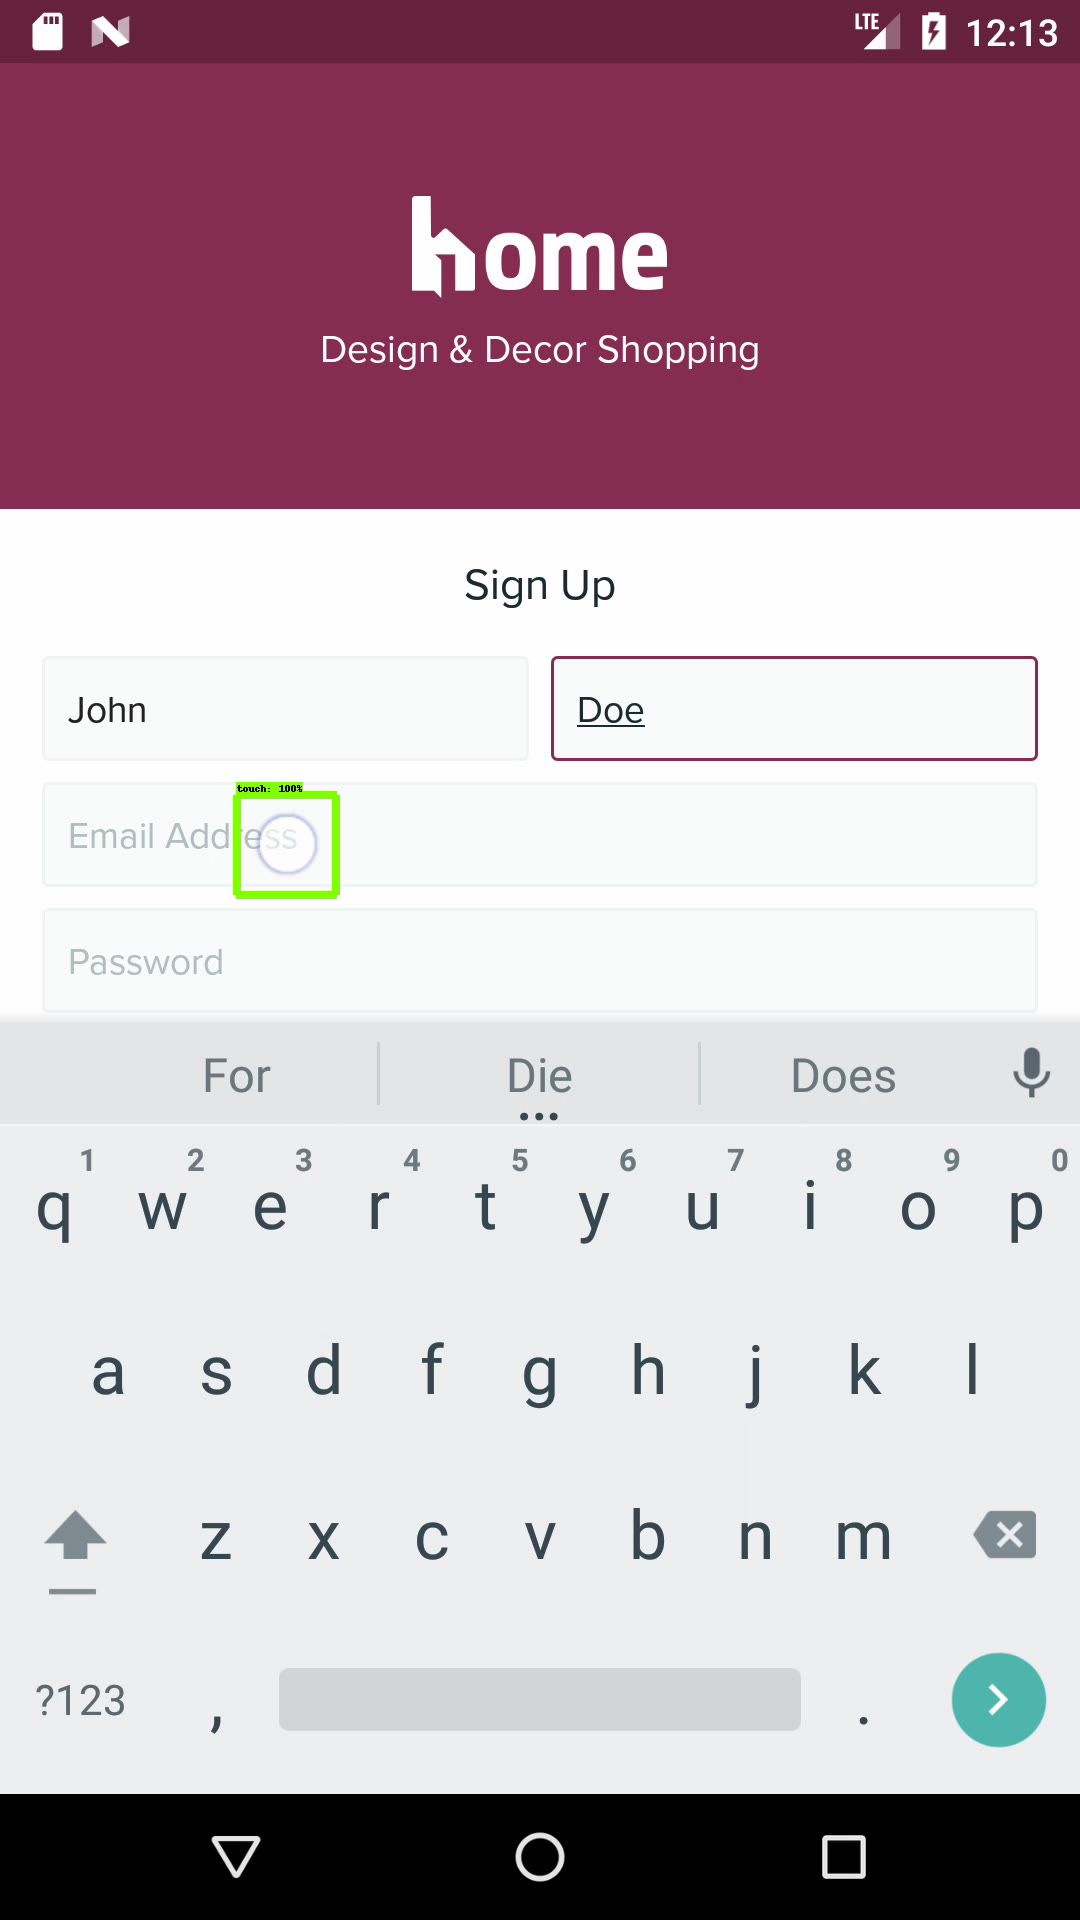 LTE 12:13
home
Design & Decor Shopping
Sign Up
John Doe
touch: 100%
Email Address
Password
For Die Does
1 2 3 4 5 6 7 8 9 0
q w e r t y u i o p
a s d f g h j k l
z x c v b n m
?123 , .